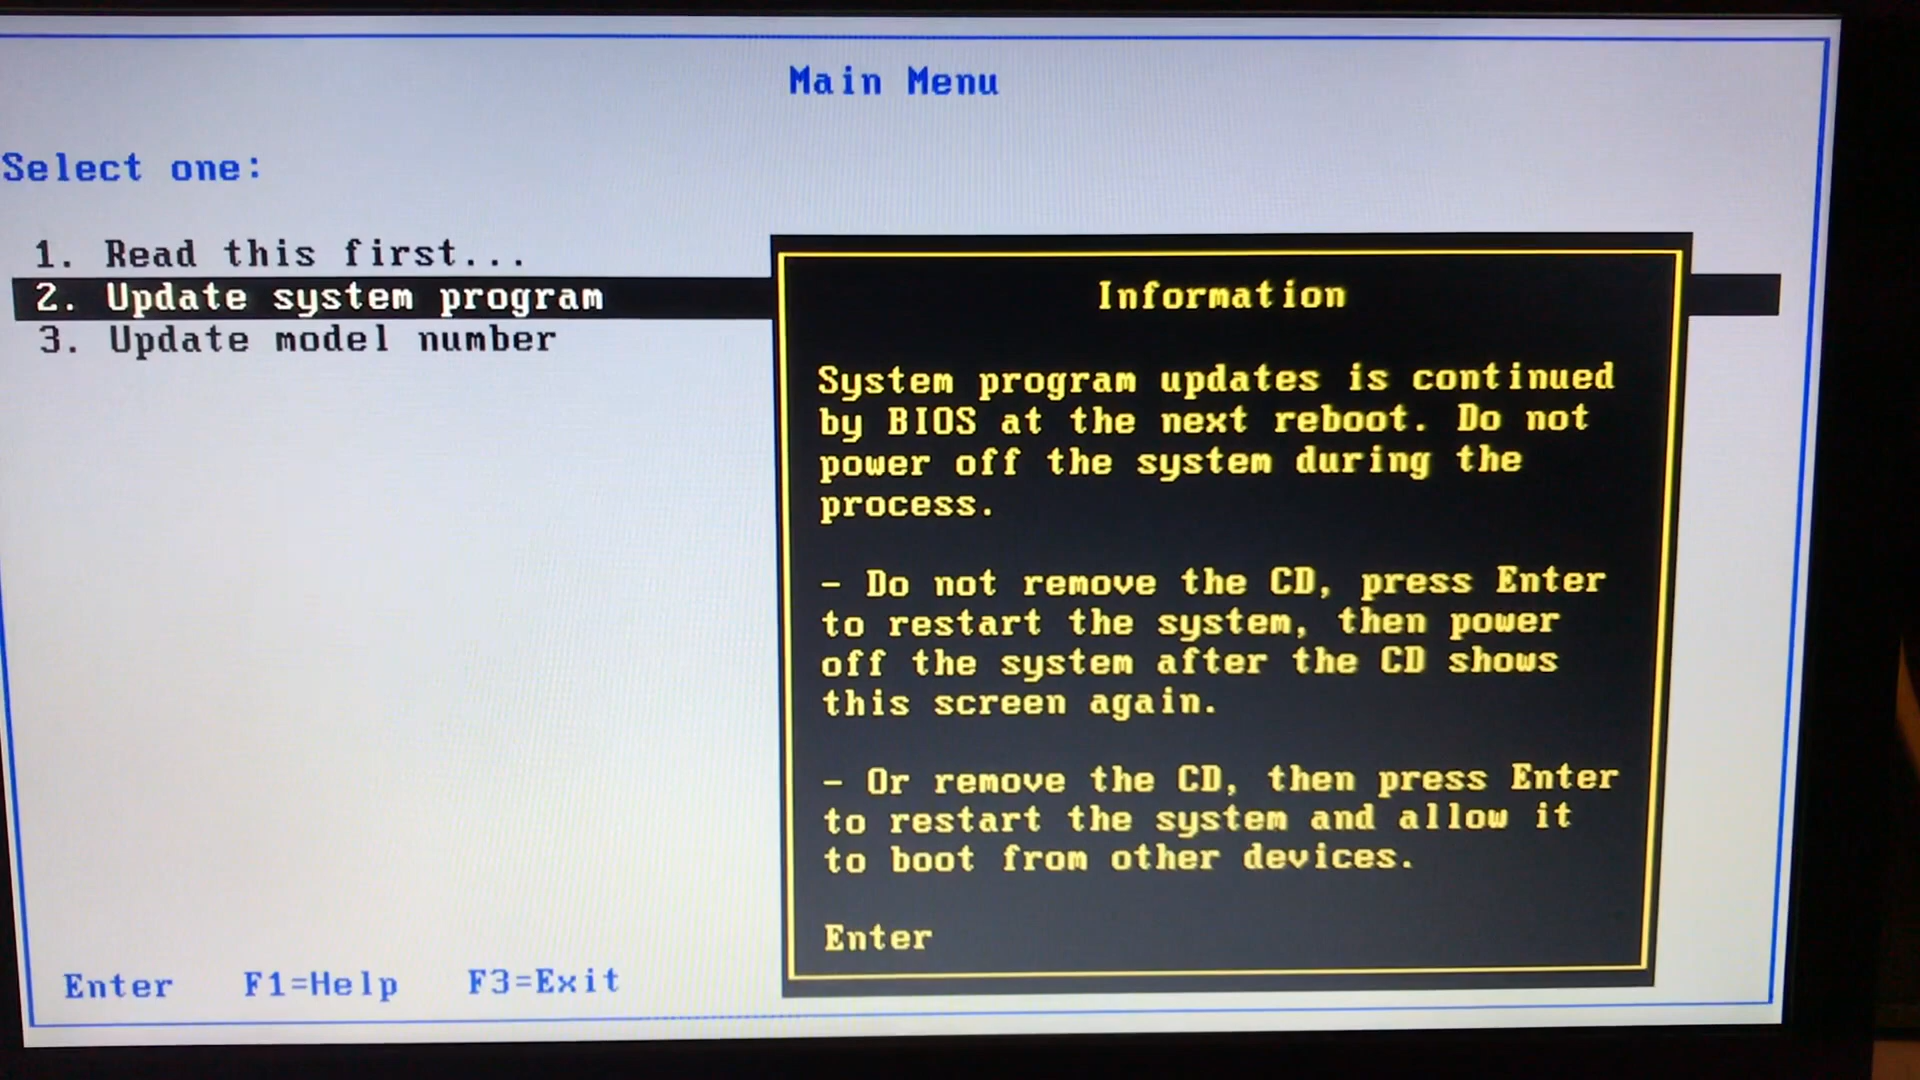 Main Menu
Select one:
1. Read this first...
2. Update system program
3. Update model number
Information
System program updates is continued
by BIOS at the next reboot. Do not
power off the system during the
process.
- Do not remove the CD, press Enter
to restart the system, then power
off the system after the CD shows
this screen again.
- Or remove the CD, then press Enter
to restart the system and allow it
to boot from other devices.
Enter
Enter F1=Help F3=Exit